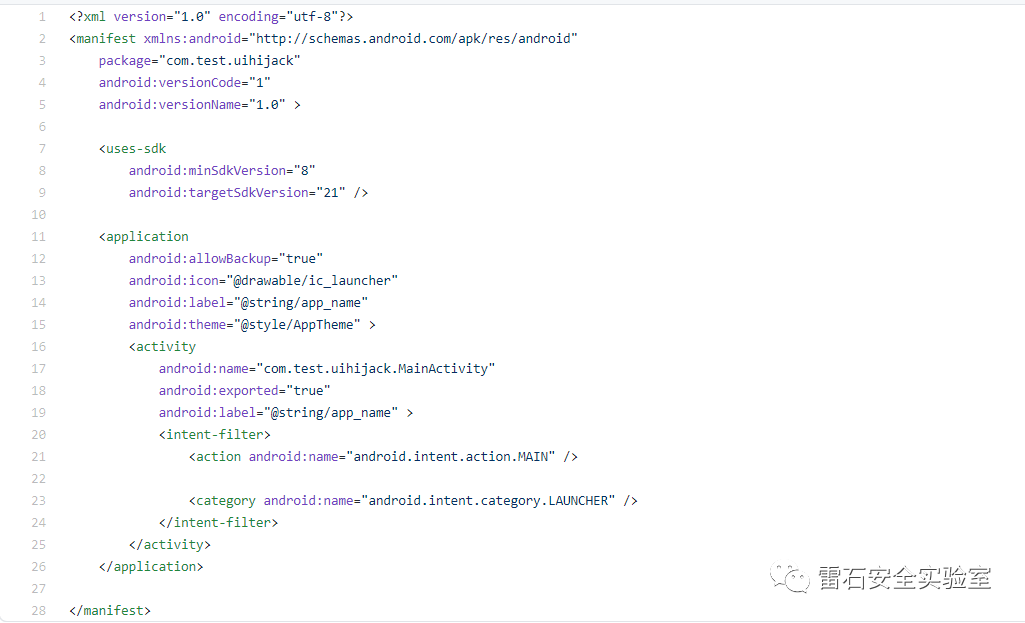 1 <?xml version="1.0" encoding="utf-8"?>
2 <manifest xmlns:android="http://schemas.android.com/apk/res/android"
3     package="com.test.uihijack"
4     android:versionCode="1"
5     android:versionName="1.0" >
6
7     <uses-sdk
8         android:minSdkVersion="8"
9         android:targetSdkVersion="21" />
10
11     <application
12         android:allowBackup="true"
13         android:icon="@drawable/ic_launcher"
14         android:label="@string/app_name"
15         android:theme="@style/AppTheme" >
16         <activity
17             android:name="com.test.uihijack.MainActivity"
18             android:exported="true"
19             android:label="@string/app_name" >
20             <intent-filter>
21                 <action android:name="android.intent.action.MAIN" />
22
23                 <category android:name="android.intent.category.LAUNCHER" />
24             </intent-filter>
25         </activity>
26     </application>
27
28 </manifest>
雷石安全实验室